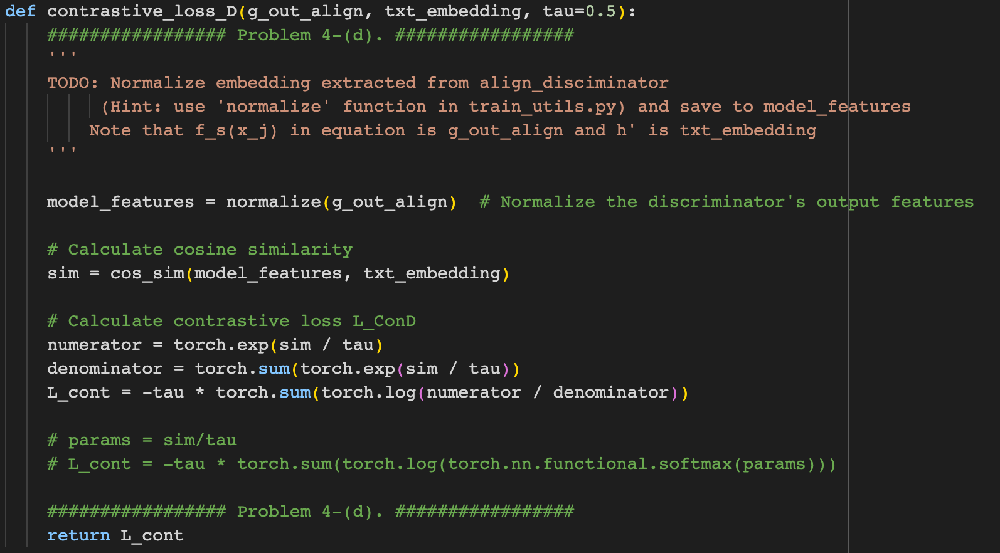 def contrastive_loss_D(g_out_align, txt_embedding, tau=0.5):
    ################# Problem 4-(d). #################
    '''
    TODO: Normalize embedding extracted from align_disciminator
         (Hint: use 'normalize' function in train_utils.py) and save to model_features
        Note that f_s(x_j) in equation is g_out_align and h' is txt_embedding
    '''
    model_features = normalize(g_out_align)  # Normalize the discriminator's output features
    # Calculate cosine similarity
    sim = cos_sim(model_features, txt_embedding)
    # Calculate contrastive loss L_ConD
    numerator = torch.exp(sim / tau)
    denominator = torch.sum(torch.exp(sim / tau))
    L_cont = -tau * torch.sum(torch.log(numerator / denominator))
    # params = sim/tau
    # L_cont = -tau * torch.sum(torch.log(torch.nn.functional.softmax(params)))
    ################# Problem 4-(d). #################
    return L_cont